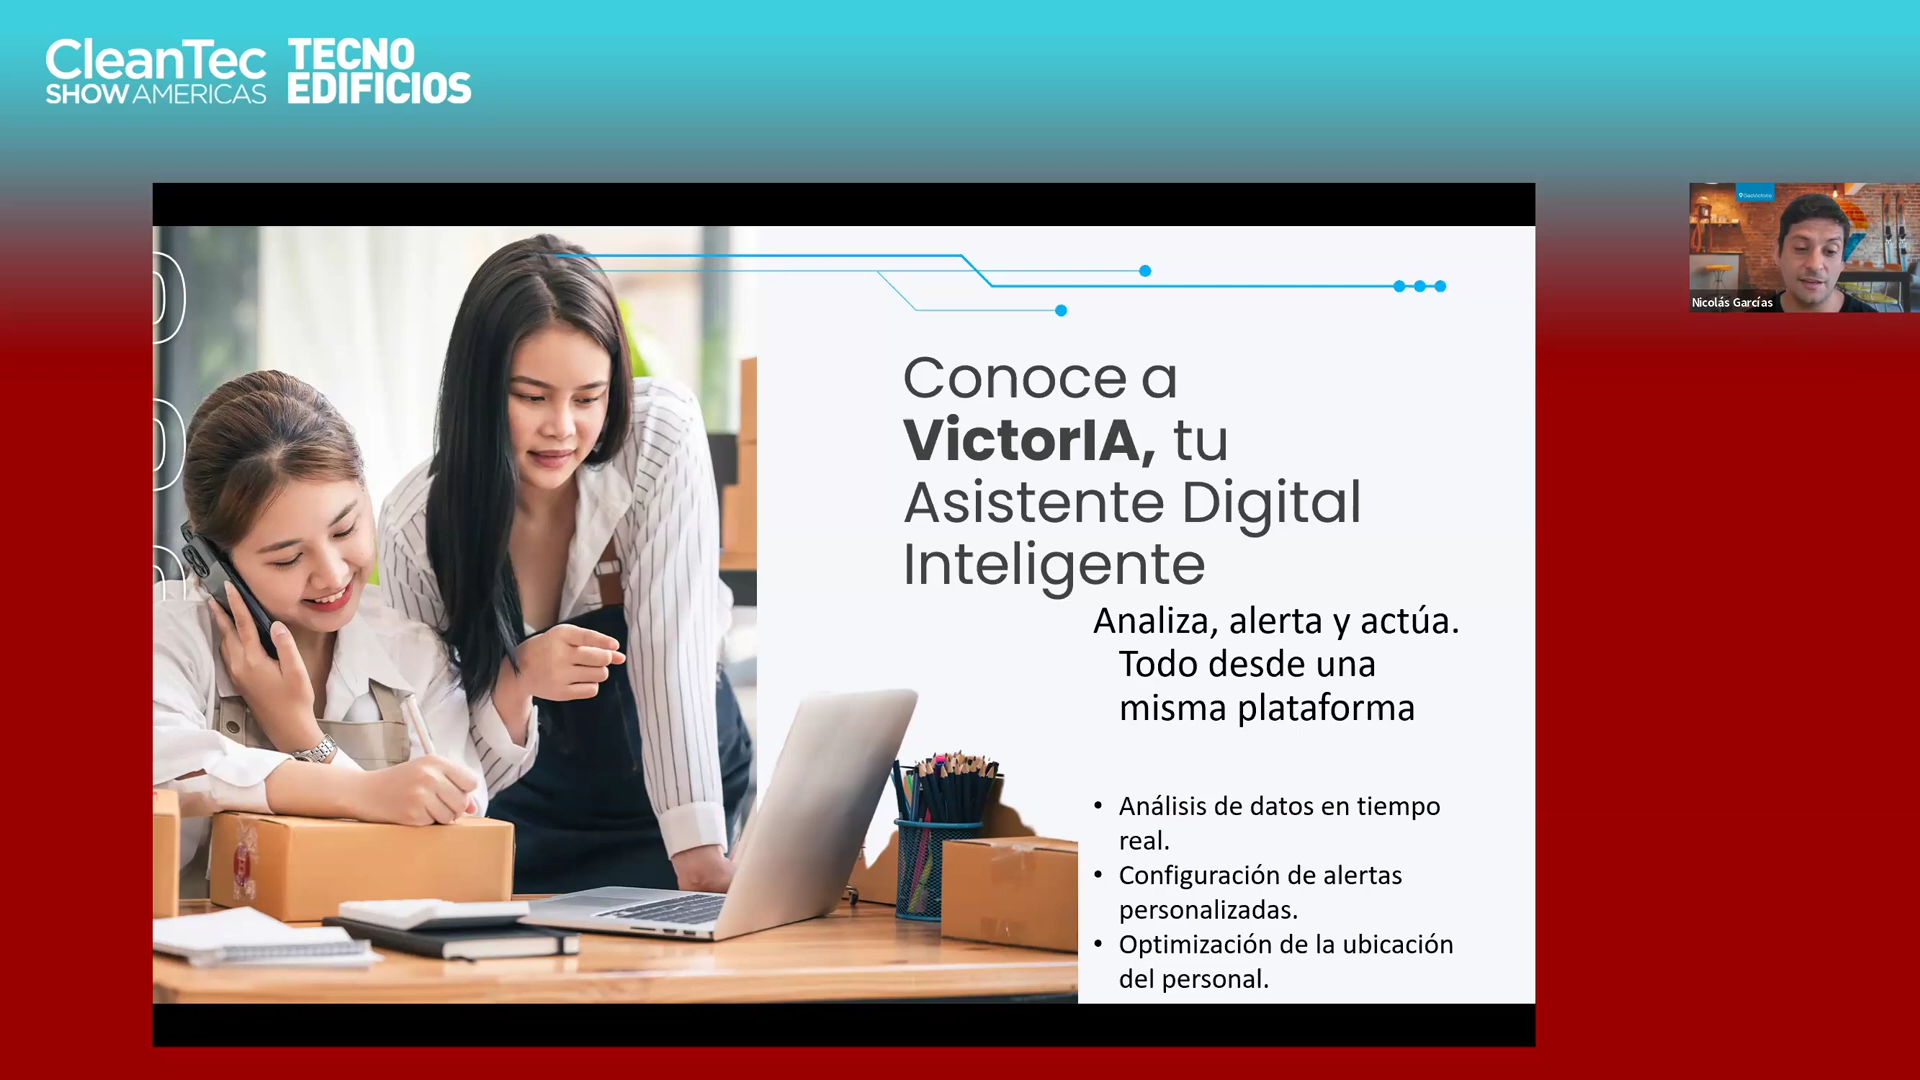 CleanTec
SHOW AMERICAS
TECNO
EDIFICIOS
Conoce a
VictorIA, tu
Asistente Digital
Inteligente
Analiza, alerta y actúa.
Todo desde una
misma plataforma
• Análisis de datos en tiempo
real.
• Configuración de alertas
personalizadas.
• Optimización de la ubicación
del personal.
Nicolás Garcías